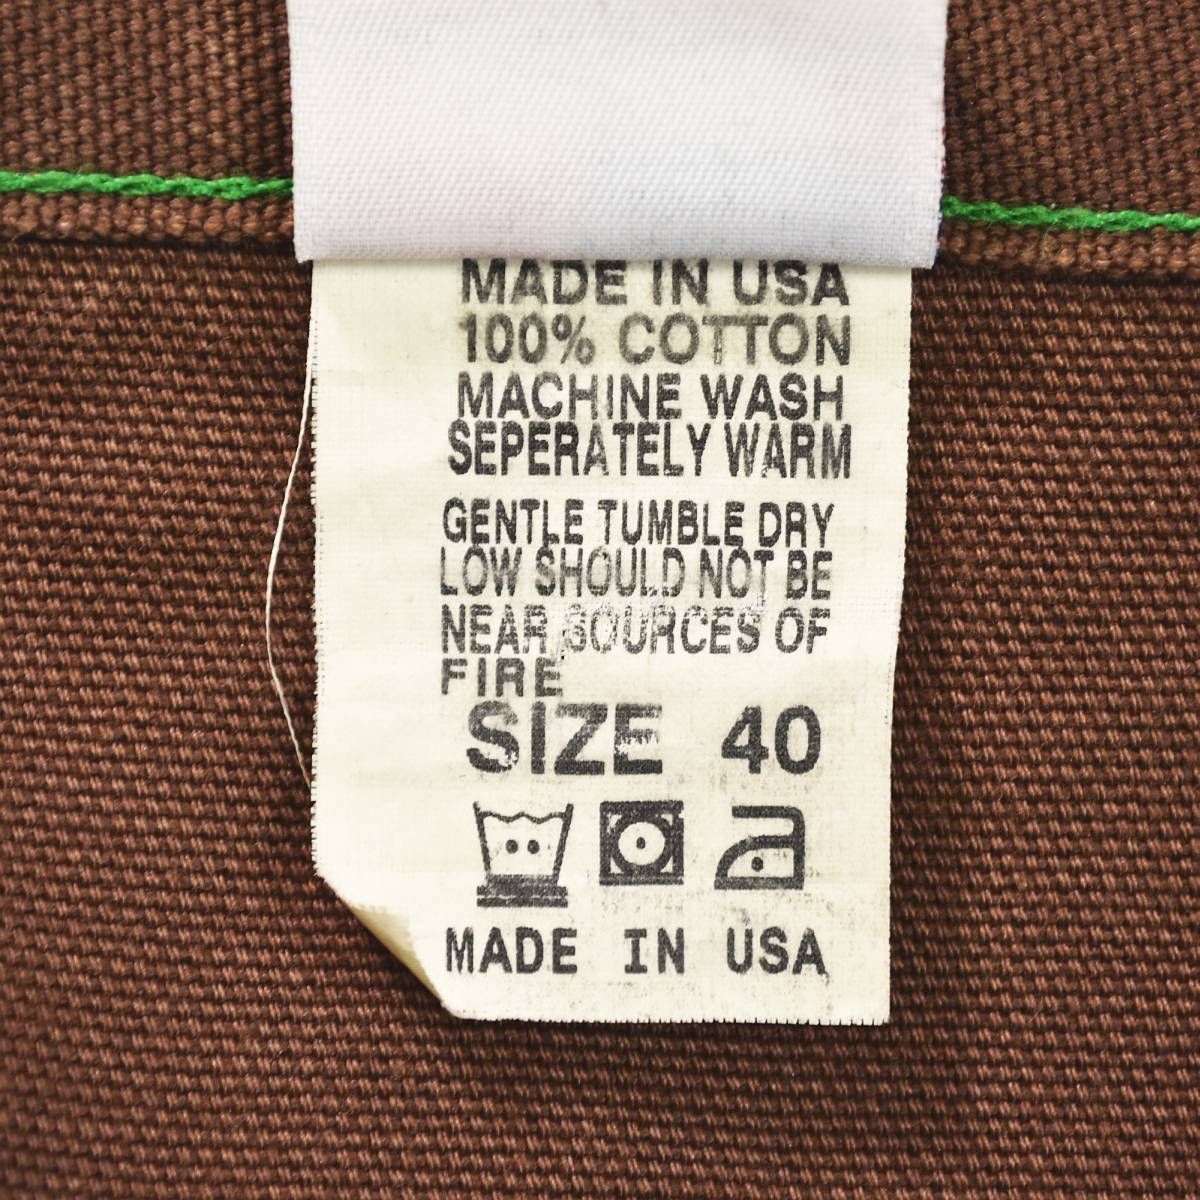 MADE IN USA
100% COTTON
MACHINE WASH
SEPERATELY WARM
GENTLE TUMBLE DRY
LOW SHOULD NOT BE
NEAR SOURCES OF
FIRE
SIZE 40
MADE IN USA